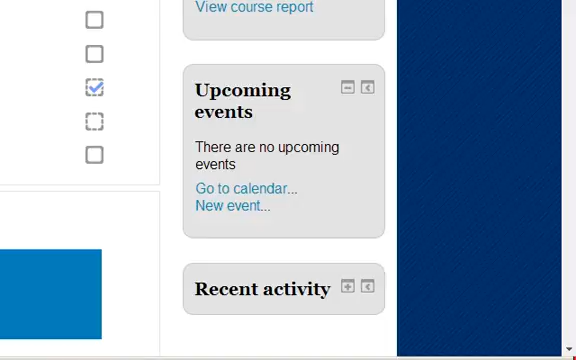 View course report
Upcoming
events
There are no upcoming
events
Go to calendar...
New event...
Recent activity